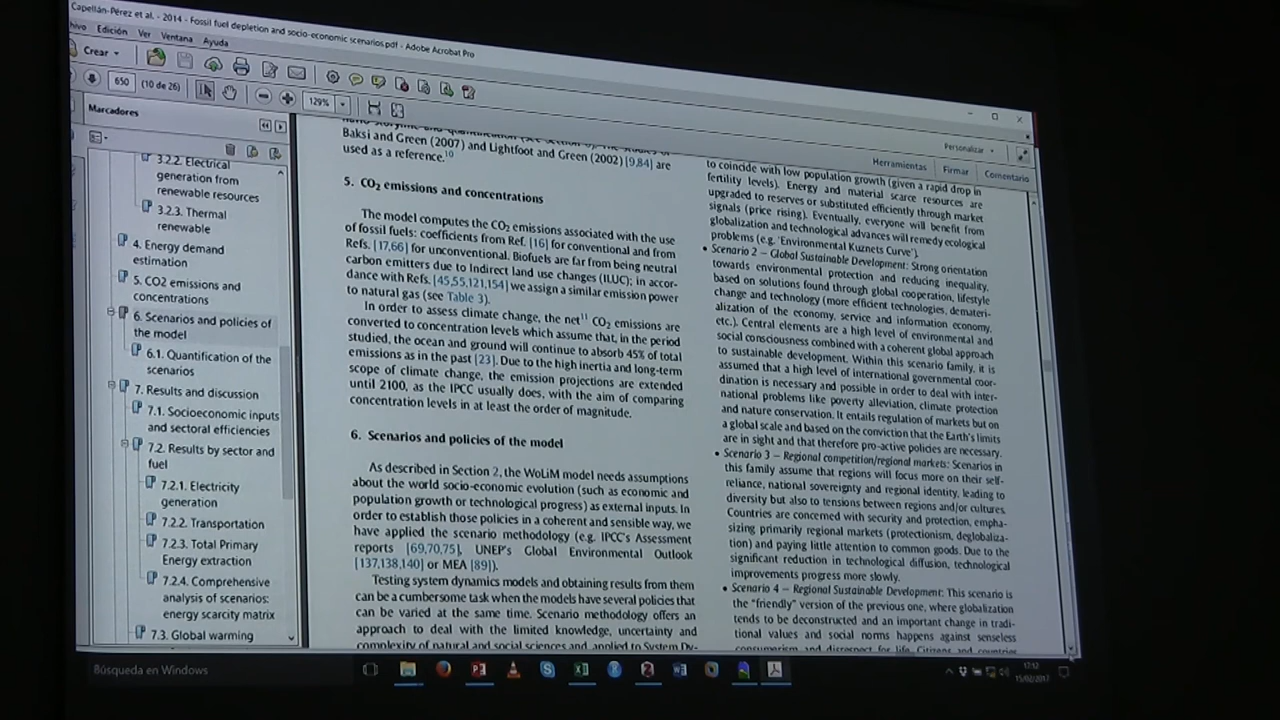 Capellán-Pérez et al. - 2014 - Fossil fuel depletion and socio-economic scenarios.pdf - Adobe Acrobat Pro
Edición Ver Ventana Ayuda
Crear
650 (10 de 26) 129%
Personalizar
Herramientas Firmar Comentario
Marcadores
3.2.2. Electrical
generation from
renewable resources
3.2.3. Thermal
renewable
4. Energy demand
estimation
5. CO2 emissions and
concentrations
6. Scenarios and policies of
the model
6.1. Quantification of the
scenarios
7. Results and discussion
7.1. Socioeconomic inputs
and sectoral efficiencies
7.2. Results by sector and
fuel
7.2.1. Electricity
generation
7.2.2. Transportation
7.2.3. Total Primary
Energy extraction
7.2.4. Comprehensive
analysis of scenarios:
energy scarcity matrix
7.3. Global warming
Baksi and Green (2007) and Lightfoot and Green (2002) [9,84] are
used as a reference.10
5. CO2 emissions and concentrations
The model computes the CO2 emissions associated with the use
of fossil fuels: coefficients from Ref. [16] for conventional and from
Refs. [17,66] for unconventional. Biofuels are far from being neutral
carbon emitters due to Indirect land use changes (ILUC); in accor-
dance with Refs. [45,55,121,154] we assign a similar emission power
to natural gas (see Table 3).
In order to assess climate change, the net11 CO2 emissions are
converted to concentration levels which assume that, in the period
studied, the ocean and ground will continue to absorb 45% of total
emissions as in the past [23]. Due to the high inertia and long-term
scope of climate change, the emission projections are extended
until 2100, as the IPCC usually does, with the aim of comparing
concentration levels in at least the order of magnitude.
6. Scenarios and policies of the model
As described in Section 2, the WoLiM model needs assumptions
about the world socio-economic evolution (such as economic and
population growth or technological progress) as external inputs. In
order to establish those policies in a coherent and sensible way, we
have applied the scenario methodology (e.g. IPCC's Assessment
reports [69,70,75], UNEP's Global Environmental Outlook
[137,138,140] or MEA [89]).
Testing system dynamics models and obtaining results from them
can be a cumbersome task when the models have several policies that
can be varied at the same time. Scenario methodology offers an
approach to deal with the limited knowledge, uncertainty and
complexity of natural and social sciences and applied to System Dy-
to coincide with low population growth (given a rapid drop in
fertility levels). Energy and material scarce resources are
upgraded to reserves or substituted efficiently through market
signals (price rising). Eventually, everyone will benefit from
globalization and technological advances will remedy ecological
problems (e.g. 'Environmental Kuznets Curve').
• Scenario 2 – Global Sustainable Development: Strong orientation
towards environmental protection and reducing inequality,
based on solutions found through global cooperation, lifestyle
change and technology (more efficient technologies, demateri-
alization of the economy, service and information economy,
etc.). Central elements are a high level of environmental and
social consciousness combined with a coherent global approach
to sustainable development. Within this scenario family, it is
assumed that a high level of international governmental coor-
dination is necessary and possible in order to deal with inter-
national problems like poverty alleviation, climate protection
and nature conservation. It entails regulation of markets but on
a global scale and based on the conviction that the Earth's limits
are in sight and that therefore pro-active policies are necessary.
• Scenario 3 – Regional competition/regional markets: Scenarios in
this family assume that regions will focus more on their self-
reliance, national sovereignty and regional identity, leading to
diversity but also to tensions between regions and/or cultures.
Countries are concerned with security and protection, empha-
sizing primarily regional markets (protectionism, deglobaliza-
tion) and paying little attention to common goods. Due to the
significant reduction in technological diffusion, technological
improvements progress more slowly.
• Scenario 4 – Regional Sustainable Development: This scenario is
the "friendly" version of the previous one, where globalization
tends to be deconstructed and an important change in tradi-
tional values and social norms happens against senseless
consumerism and disrespect for life. Citizens and countries
Búsqueda en Windows
17:12
15/02/2017